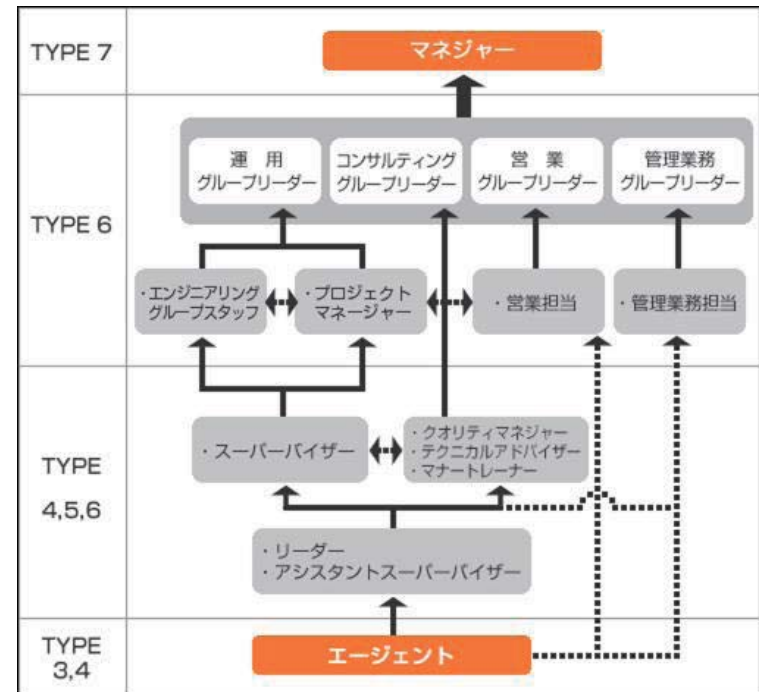 TYPE 7
マネジャー
TYPE 6
運 用
グループリーダー
コンサルティング
グループリーダー
営 業
グループリーダー
管理業務
グループリーダー
・エンジニアリング
グループスタッフ
・プロジェクト
マネージャー
・営業担当
・管理業務担当
TYPE
4,5,6
・スーパーバイザー
・クオリティマネジャー
・テクニカルアドバイザー
・マナートレーナー
・リーダー
・アシスタントスーパーバイザー
TYPE
3,4
エージェント